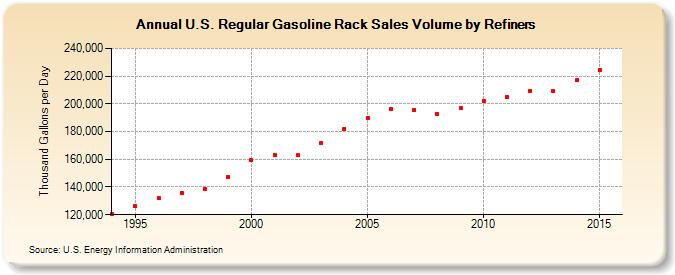 Annual U.S. Regular Gasoline Rack Sales Volume by Refiners
Thousand Gallons per Day
240,000
220,000
200,000
180,000
160,000
140,000
120,000
1995 2000 2005 2010 2015
Source: U.S. Energy Information Administration